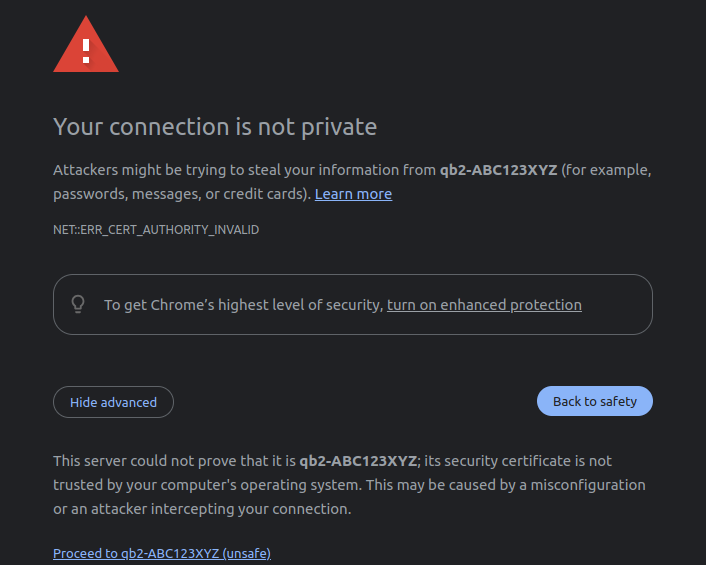 Your connection is not private
Attackers might be trying to steal your information from qb2-ABC123XYZ (for example,
passwords, messages, or credit cards). Learn more
NET::ERR_CERT_AUTHORITY_INVALID
To get Chrome’s highest level of security, turn on enhanced protection
Hide advanced
Back to safety
This server could not prove that it is qb2-ABC123XYZ; its security certificate is not
trusted by your computer's operating system. This may be caused by a misconfiguration
or an attacker intercepting your connection.
Proceed to qb2-ABC123XYZ (unsafe)